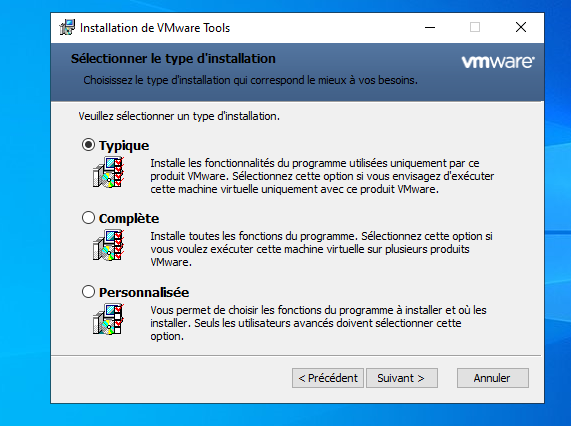 Installation de VMware Tools
Sélectionner le type d'installation
vmware
Choisissez le type d'installation qui correspond le mieux à vos besoins.
Veuillez sélectionner un type d'installation.
Typique
Installe les fonctionnalités du programme utilisées uniquement par ce
produit VMware. Sélectionnez cette option si vous envisagez d'exécuter
cette machine virtuelle uniquement avec ce produit VMware.
Complète
Installe toutes les fonctions du programme. Sélectionnez cette option si
vous voulez exécuter cette machine virtuelle sur plusieurs produits
VMware.
Personnalisée
Vous permet de choisir les fonctions du programme à installer et où les
installer. Seuls les utilisateurs avancés doivent sélectionner cette
option.
< Précédent Suivant > Annuler